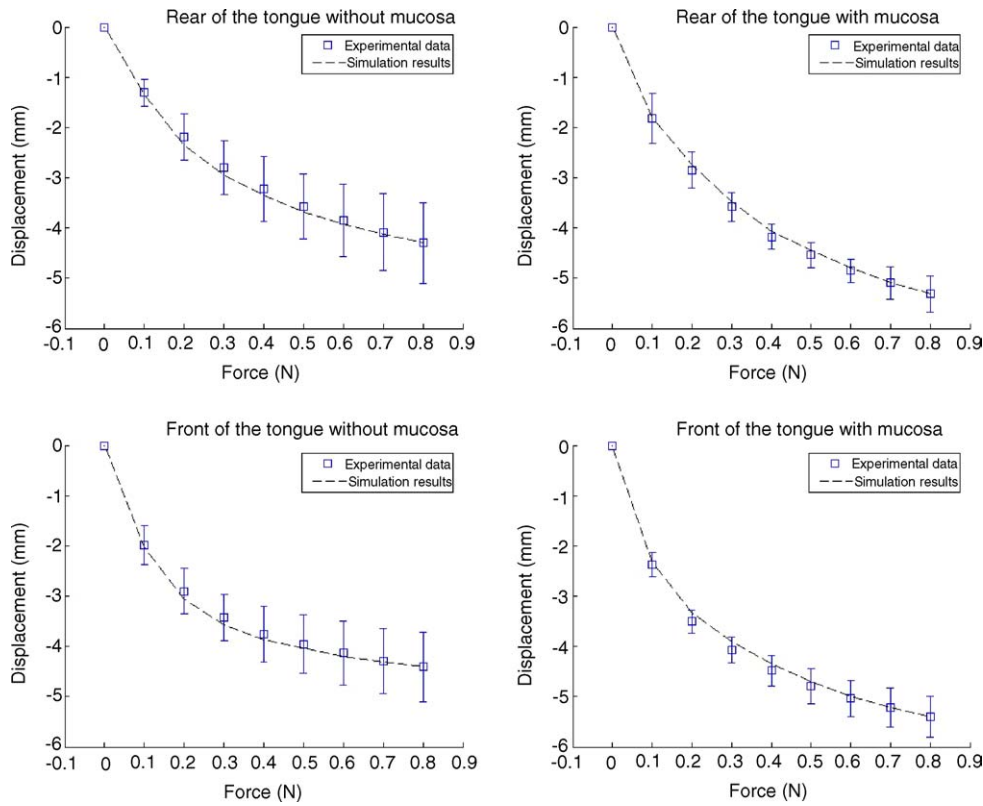 Rear of the tongue without mucosa
Experimental data
Simulation results
0
-1
-2
-3
-4
-5
-6
Displacement (mm)
-0.1 0 0.1 0.2 0.3 0.4 0.5 0.6 0.7 0.8 0.9
Force (N)
Rear of the tongue with mucosa
Experimental data
Simulation results
0
-1
-2
-3
-4
-5
-6
Displacement (mm)
-0.1 0 0.1 0.2 0.3 0.4 0.5 0.6 0.7 0.8 0.9
Force (N)
Front of the tongue without mucosa
Experimental data
Simulation results
0
-1
-2
-3
-4
-5
-6
Displacement (mm)
-0.1 0 0.1 0.2 0.3 0.4 0.5 0.6 0.7 0.8 0.9
Force (N)
Front of the tongue with mucosa
Experimental data
Simulation results
0
-1
-2
-3
-4
-5
-6
Displacement (mm)
-0.1 0 0.1 0.2 0.3 0.4 0.5 0.6 0.7 0.8 0.9
Force (N)